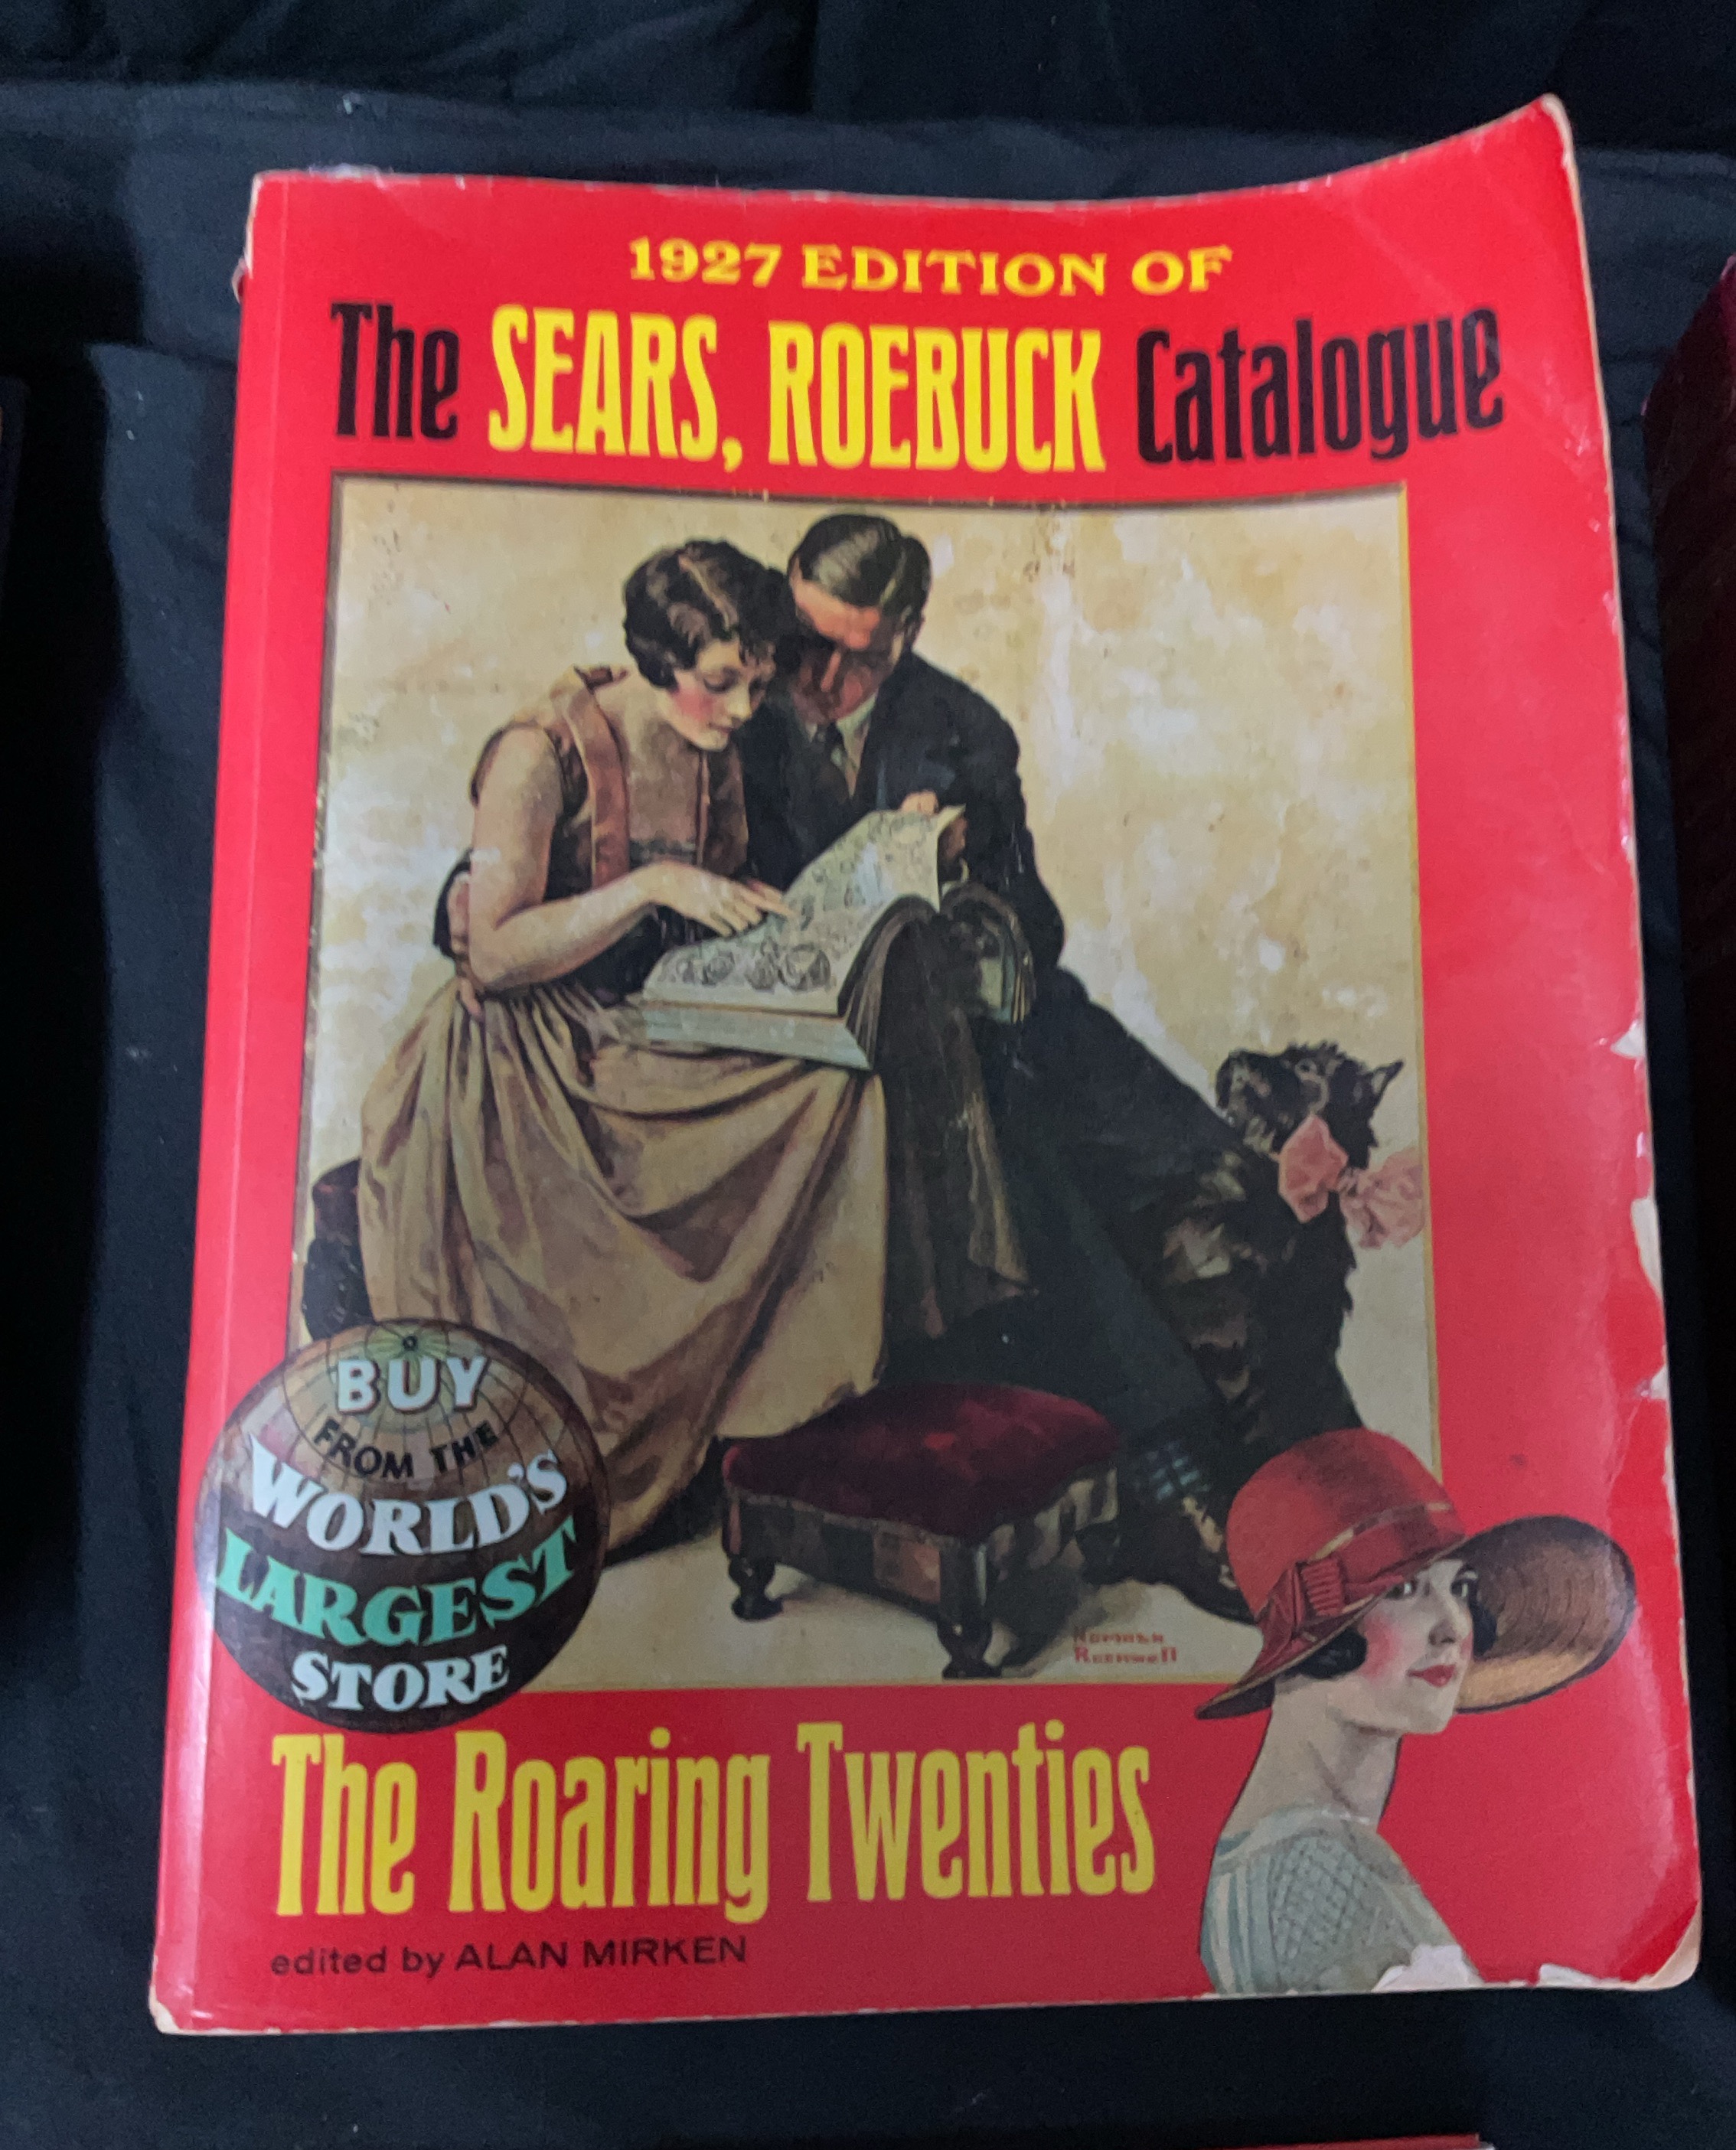 1927 EDITION OF
The SEARS, ROEBUCK Catalogue
BUY
FROM THE
WORLD'S
LARGEST
STORE
Norman
Rockwell
The Roaring Twenties
edited by ALAN MIRKEN